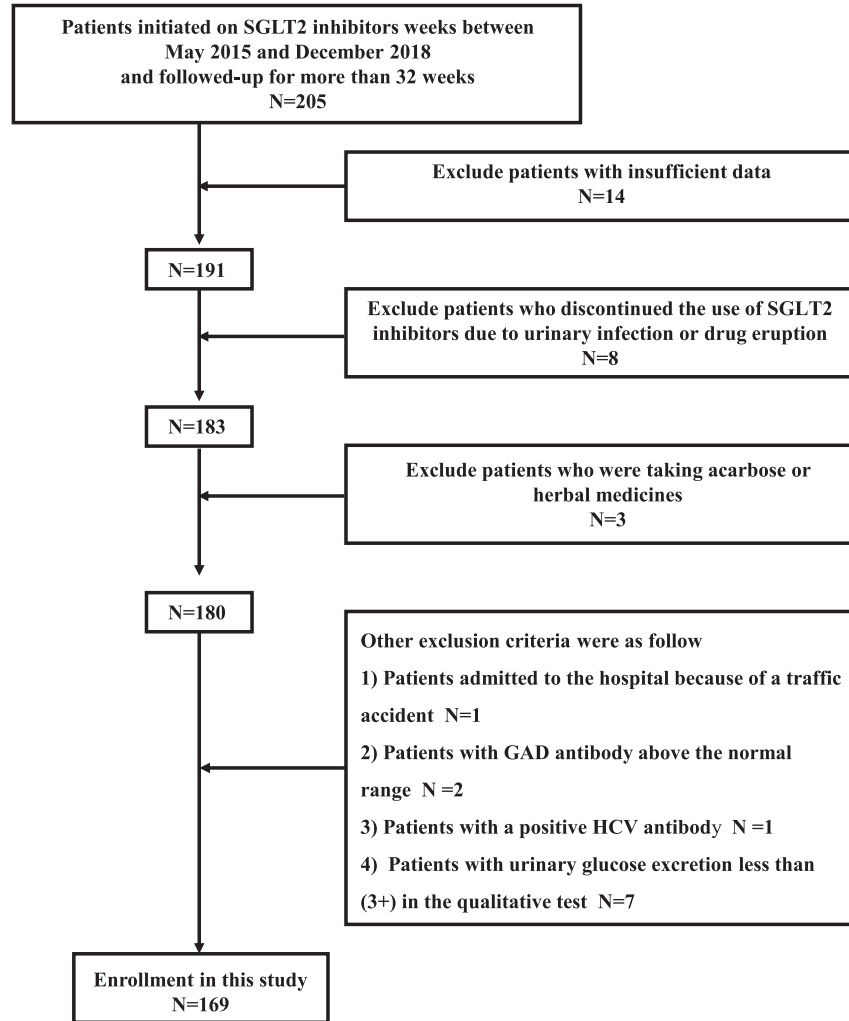 Patients initiated on SGLT2 inhibitors weeks between
May 2015 and December 2018
and followed-up for more than 32 weeks
N=205
Exclude patients with insufficient data
N=14
N=191
Exclude patients who discontinued the use of SGLT2
inhibitors due to urinary infection or drug eruption
N=8
N=183
Exclude patients who were taking acarbose or
herbal medicines
N=3
N=180
Other exclusion criteria were as follow
1) Patients admitted to the hospital because of a traffic
accident N=1
2) Patients with GAD antibody above the normal
range N =2
3) Patients with a positive HCV antibody N =1
4) Patients with urinary glucose excretion less than
(3+) in the qualitative test N=7
Enrollment in this study
N=169